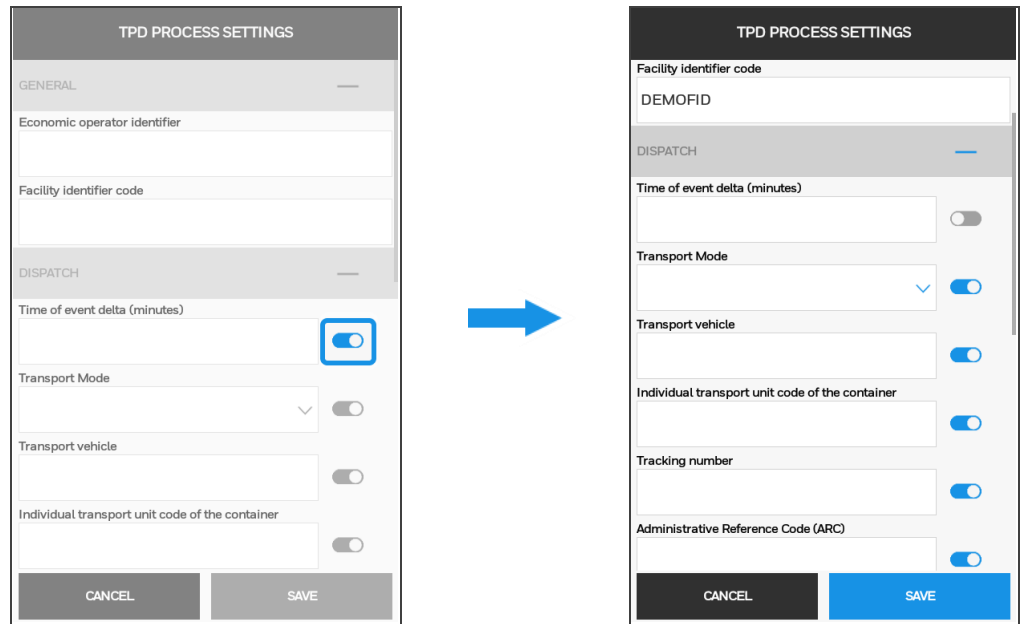 TPD PROCESS SETTINGS
GENERAL
Economic operator identifier
Facility identifier code
DISPATCH
Time of event delta (minutes)
Transport Mode
Transport vehicle
Individual transport unit code of the container
CANCEL
SAVE
TPD PROCESS SETTINGS
Facility identifier code
DEMOFID
DISPATCH
Time of event delta (minutes)
Transport Mode
Transport vehicle
Individual transport unit code of the container
Tracking number
Administrative Reference Code (ARC)
CANCEL
SAVE